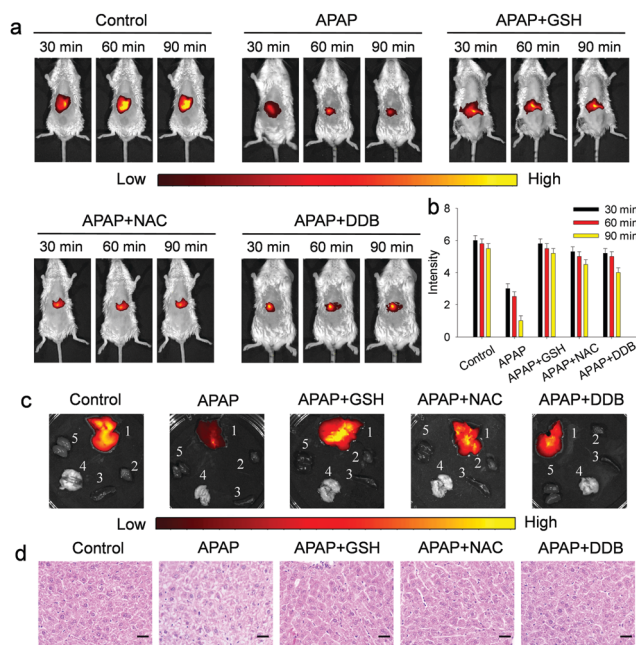 a
Control APAP APAP+GSH
30 min 60 min 90 min 30 min 60 min 90 min 30 min 60 min 90 min
Low High
APAP+NAC APAP+DDB
30 min 60 min 90 min 30 min 60 min 90 min
b
30 min
60 min
90 min
8
6
4
2
0
Intensity
Control APAP APAP+GSH APAP+NAC APAP+DDB
c
Control APAP APAP+GSH APAP+NAC APAP+DDB
1 2 3 4 5
1 2 3 4 5
1 2 3 4 5
1 2 3 4 5
1 2 3 4 5
Low High
d
Control APAP APAP+GSH APAP+NAC APAP+DDB